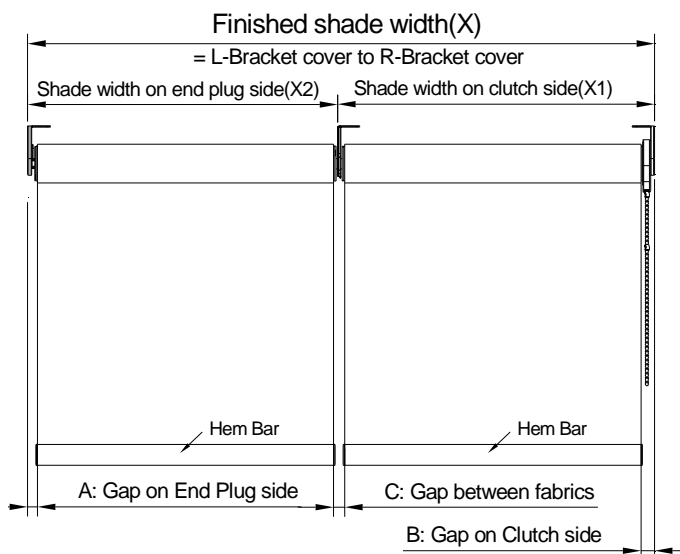 Finished shade width(X)
= L-Bracket cover to R-Bracket cover
Shade width on end plug side(X2)
Shade width on clutch side(X1)
Hem Bar
Hem Bar
A: Gap on End Plug side
C: Gap between fabrics
B: Gap on Clutch side